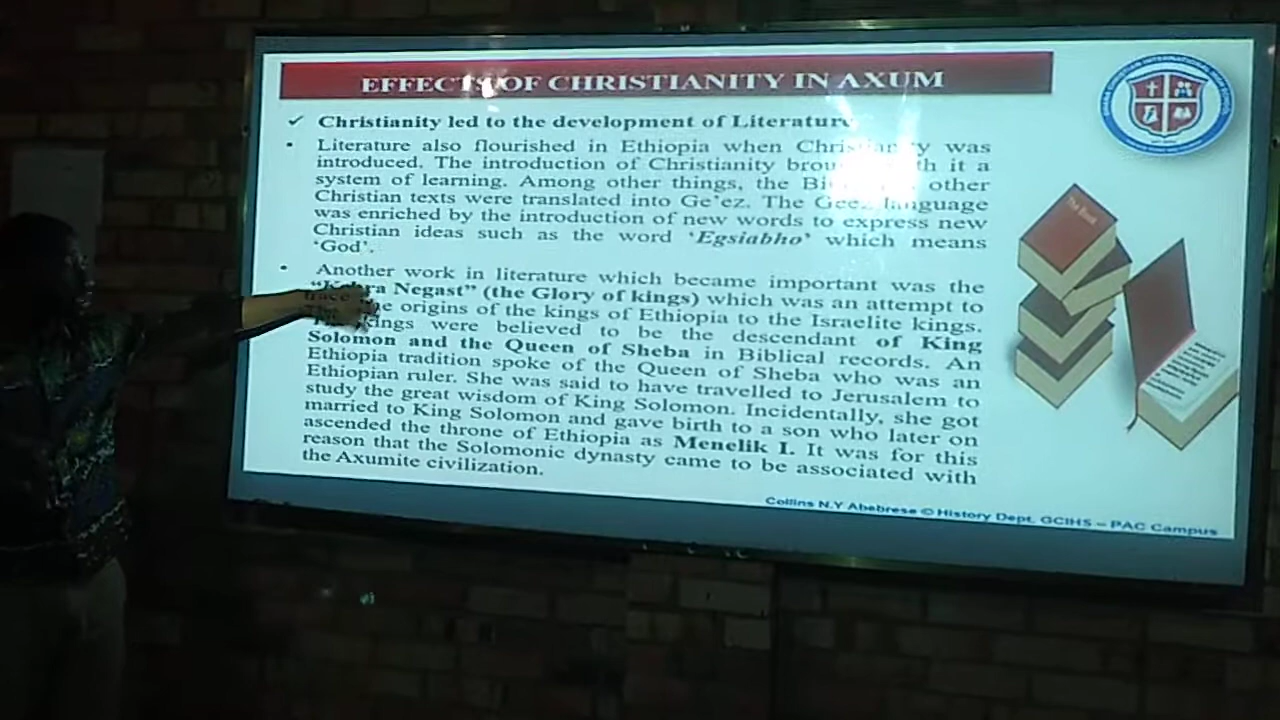 EFFECTS OF CHRISTIANITY IN AXUM
✓ Christianity led to the development of Literature
• Literature also flourished in Ethiopia when Christianity was
introduced. The introduction of Christianity with it a
system of learning. Among other things, the other
Christian texts were translated into Ge'ez. The language
was enriched by the introduction of new words to express new
Christian ideas such as the word 'Egsiabho' which means
'God'.
• Another work in literature which became important was the
Negast" (the Glory of kings) which was an attempt to
trace origins of the kings of Ethiopia to the Israelite kings.
kings were believed to be the descendant of King
Solomon and the Queen of Sheba in Biblical records. An
Ethiopia tradition spoke of the Queen of Sheba who was an
Ethiopian ruler. She was said to have travelled to Jerusalem to
study the great wisdom of King Solomon. Incidentally, she got
married to King Solomon and gave birth to a son who later on
ascended the throne of Ethiopia as Menelik I. It was for this
reason that the Solomonic dynasty came to be associated with
the Axumite civilization.
Collins N.Y Abebrese © History Dept. GCIHS – PAC Campus